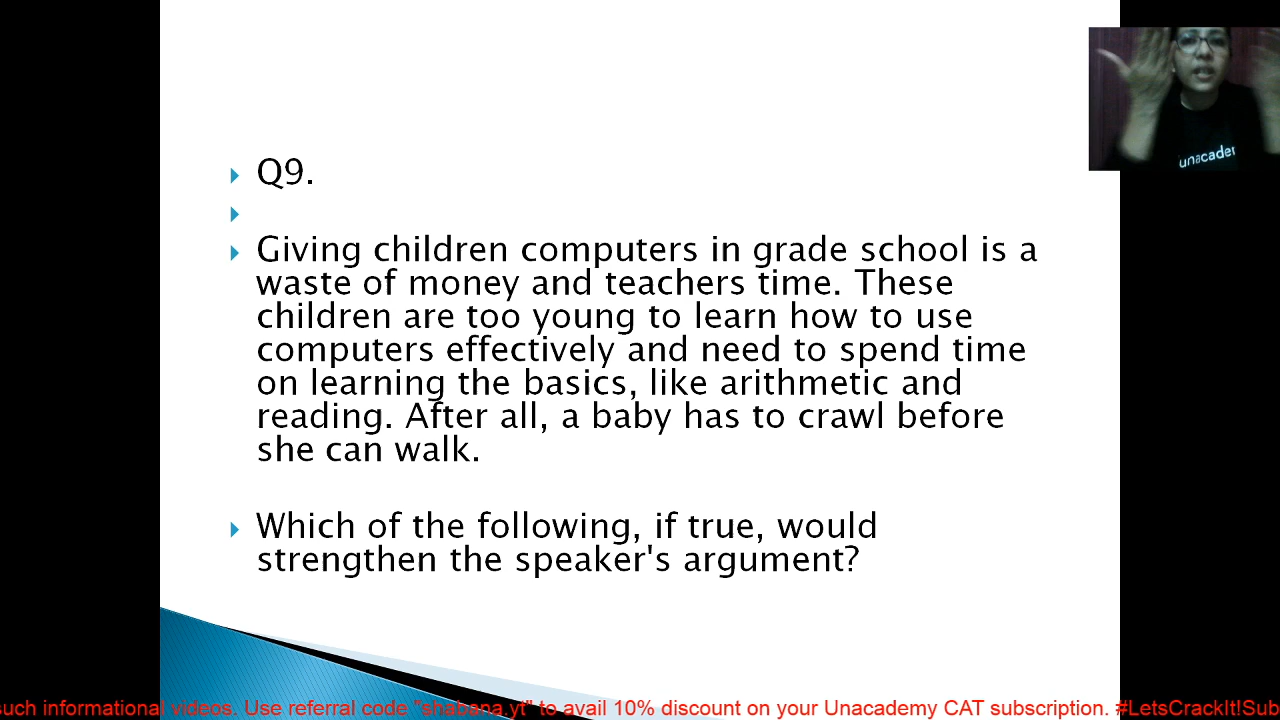 unacader
Q9.
Giving children computers in grade school is a
waste of money and teachers time. These
children are too young to learn how to use
computers effectively and need to spend time
on learning the basics, like arithmetic and
reading. After all, a baby has to crawl before
she can walk.
Which of the following, if true, would
strengthen the speaker's argument?
such informational videos. Use referral code "shabana.yt" to avail 10% discount on your Unacademy CAT subscription. #LetsCrackIt!Sub